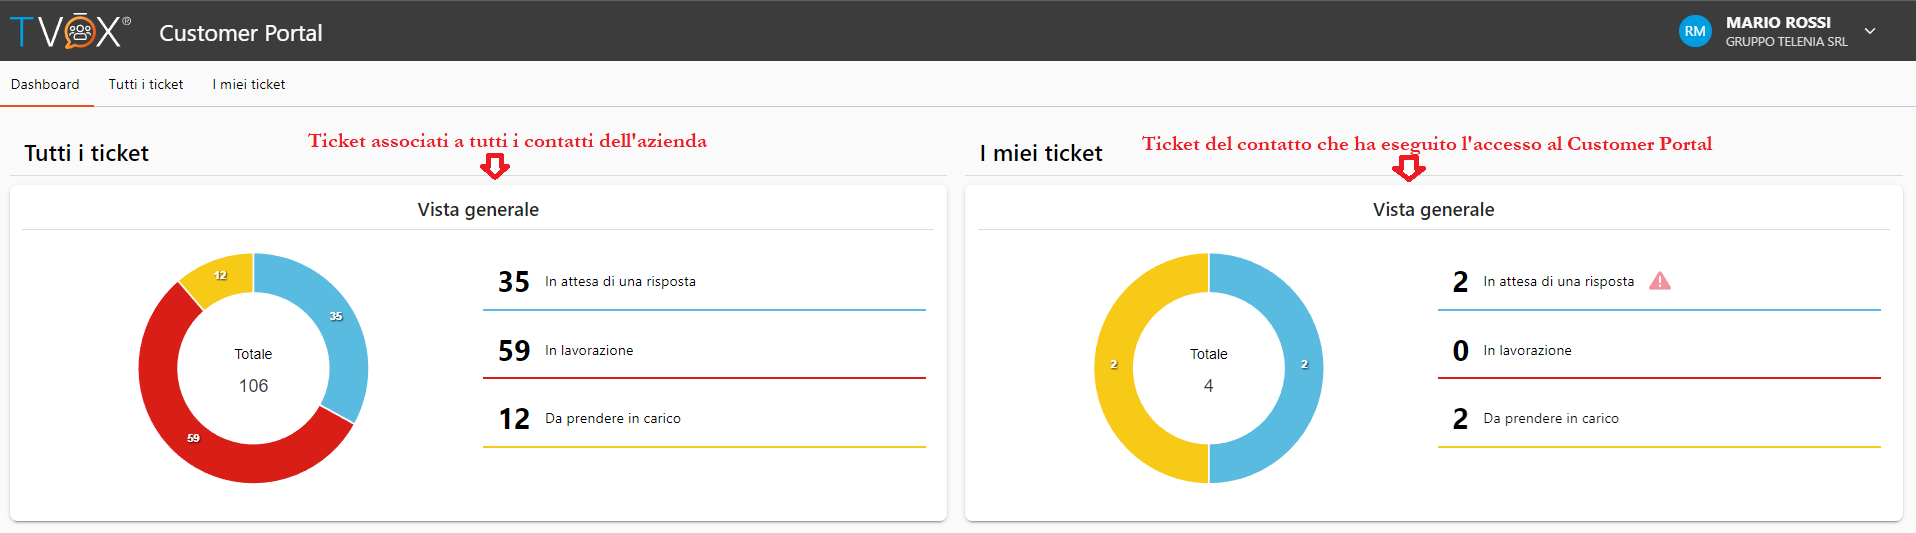 TVOX®
Customer Portal
RM
MARIO ROSSI
GRUPPO TELENIA SRL
Dashboard
Tutti i ticket
I miei ticket
Tutti i ticket
Ticket associati a tutti i contatti dell'azienda
Vista generale
12
35
59
Totale
106
35 In attesa di una risposta
59 In lavorazione
12 Da prendere in carico
I miei ticket
Ticket del contatto che ha eseguito l'accesso al Customer Portal
Vista generale
2
2
Totale
4
2 In attesa di una risposta
0 In lavorazione
2 Da prendere in carico